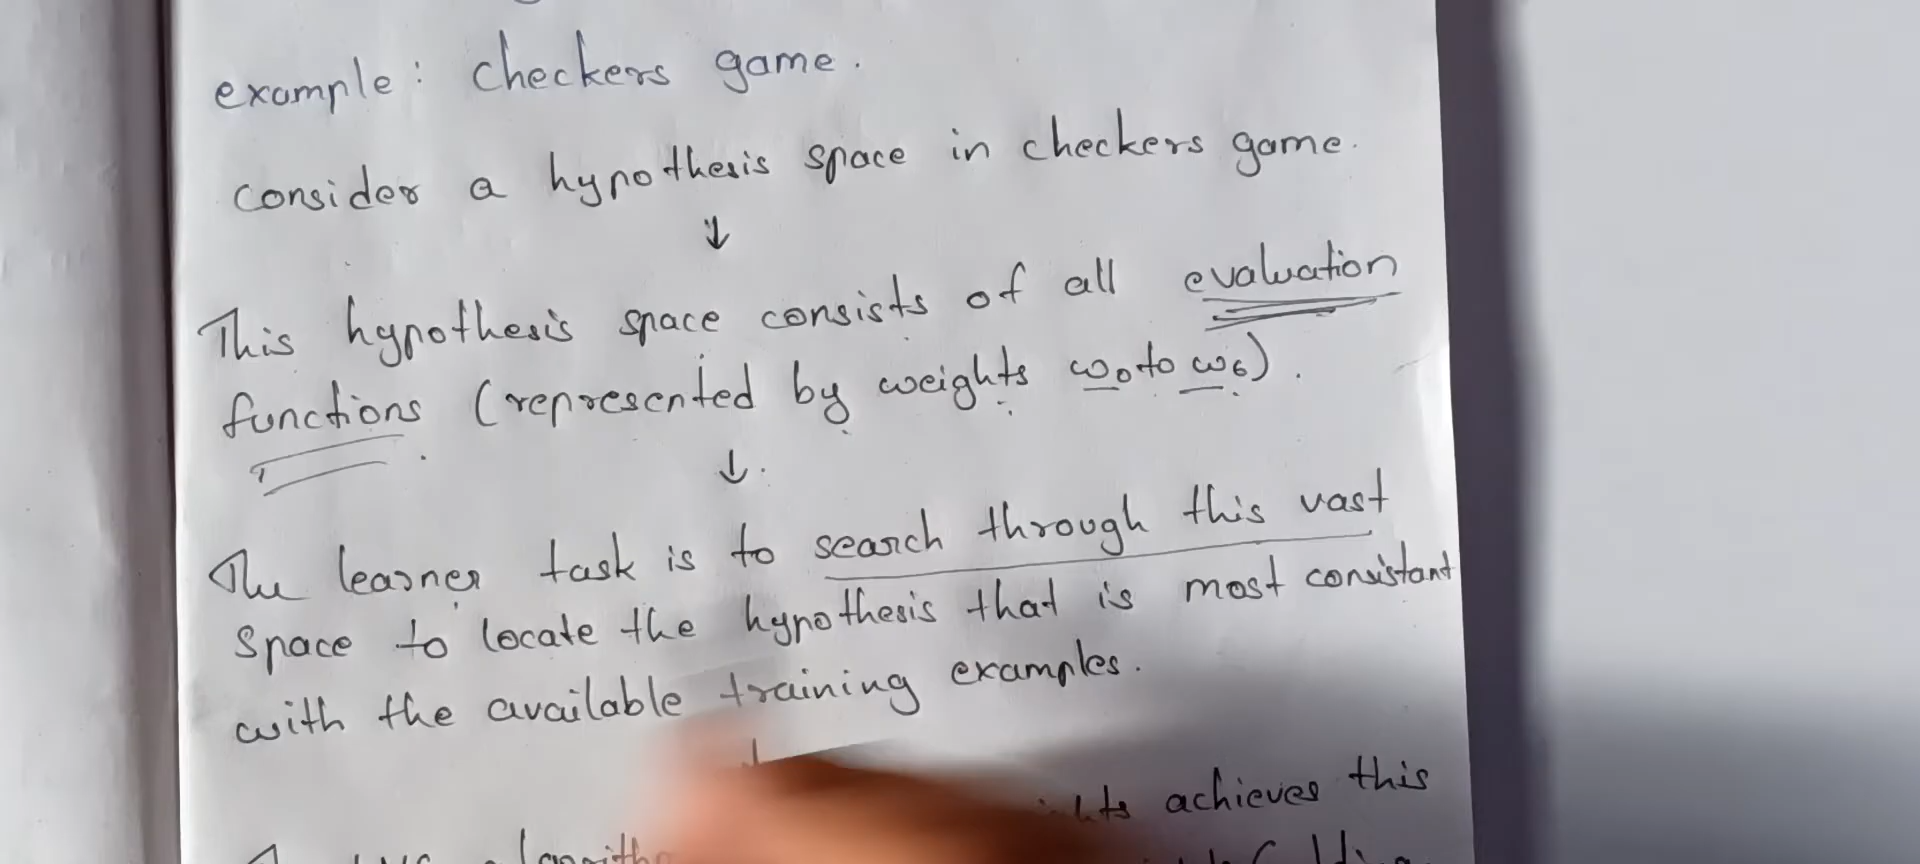 example: checkers game.
consider a hypothesis space in checkers game.
↓
This hypothesis space consists of all evaluation
functions (represented by weights w0 to w6).
↓
The learner task is to search through this vast
space to locate the hypothesis that is most consistant
with the available training examples.
achieves this